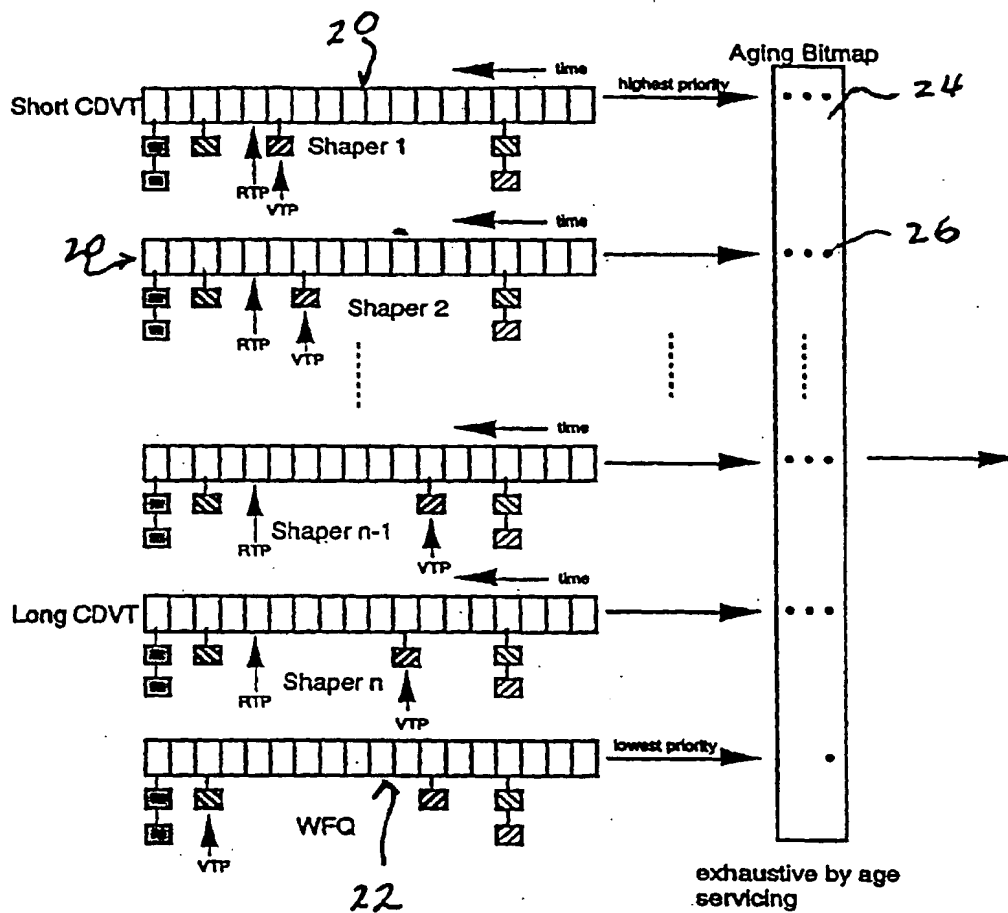 20
time
Aging Bitmap
highest priority
24
Short CDVT
Shaper 1
RTP
VTP
time
20
26
Shaper 2
RTP
VTP
time
Shaper n-1
RTP
VTP
time
Long CDVT
Shaper n
RTP
VTP
lowest priority
WFQ
VTP
22
exhaustive by age
servicing